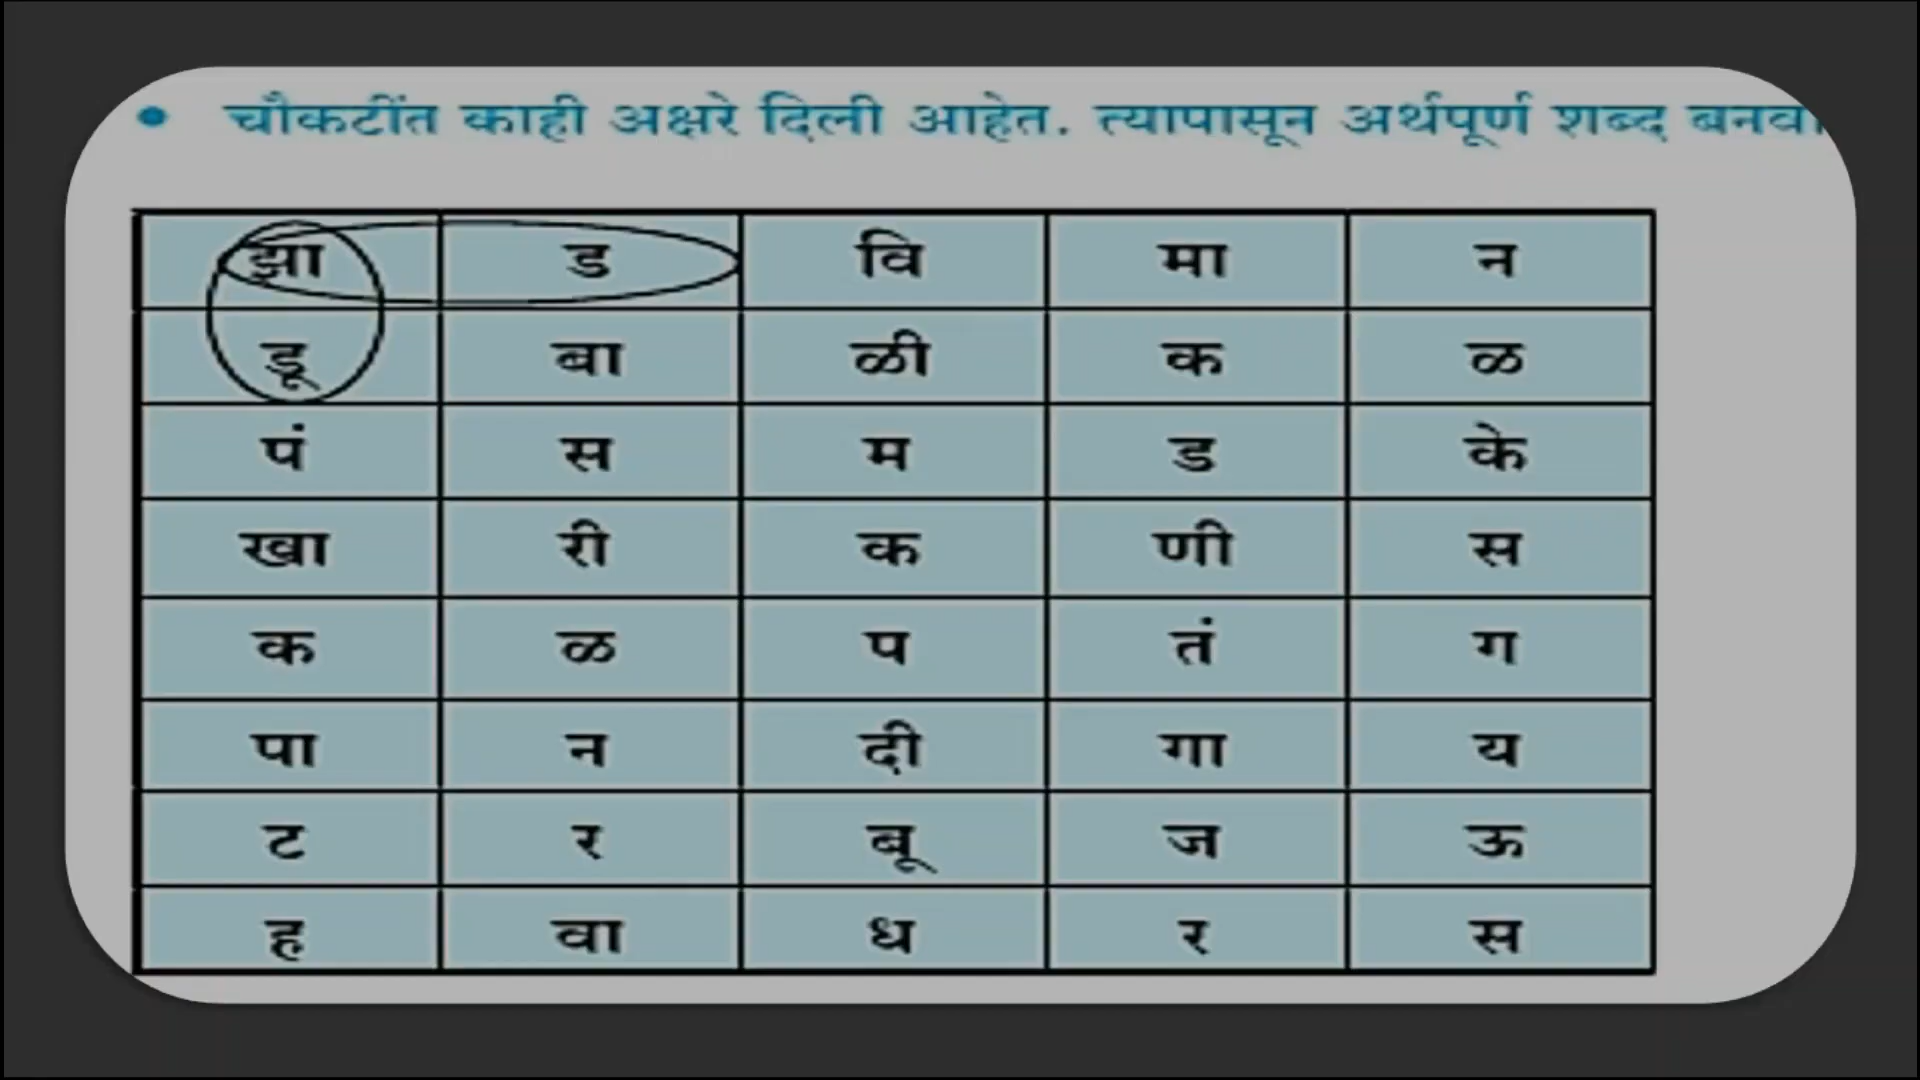 • चौकटींत काही अक्षरे दिली आहेत. त्यापासून अर्थपूर्ण शब्द बनवा
झा ड वि मा न
डू बा ळी क ळ
पं स म ड के
खा री क णी स
क ळ प तं ग
पा न दी गा य
ट र बू ज ऊ
ह वा ध र स